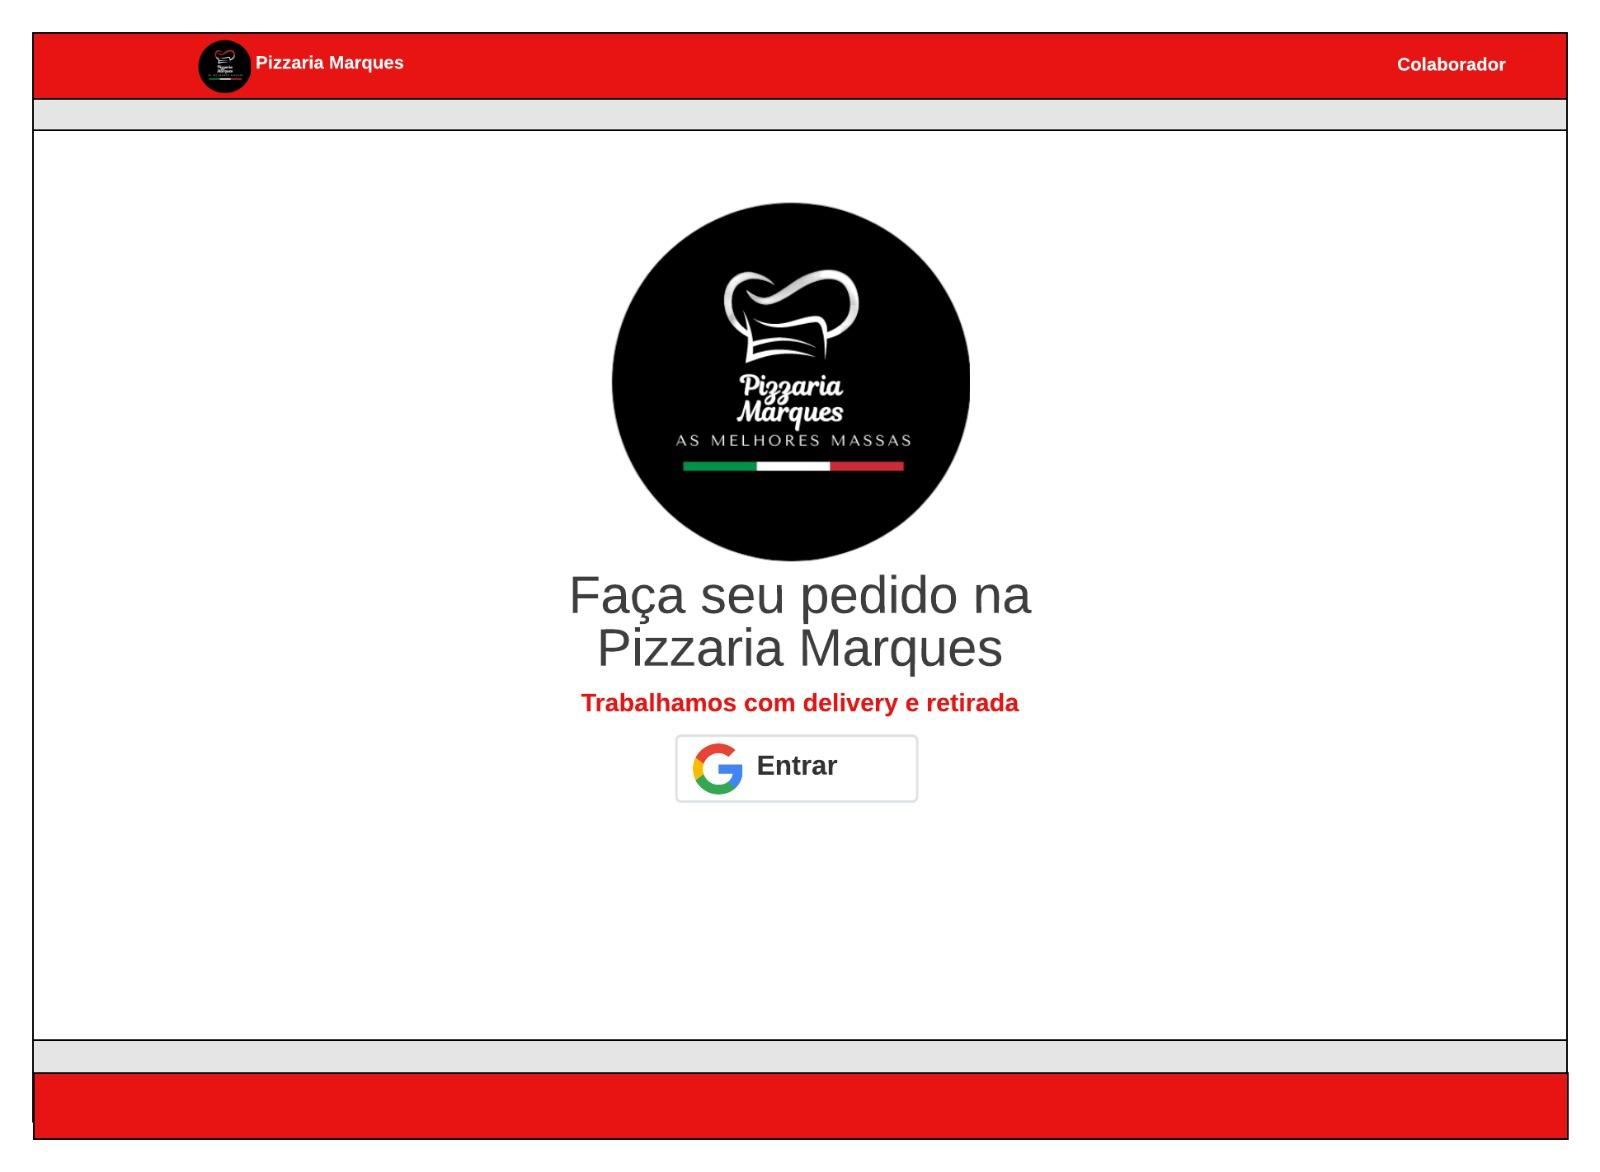 Pizzaria Marques
Colaborador
Pizzaria
Marques
AS MELHORES MASSAS
Faça seu pedido na
Pizzaria Marques
Trabalhamos com delivery e retirada
Entrar